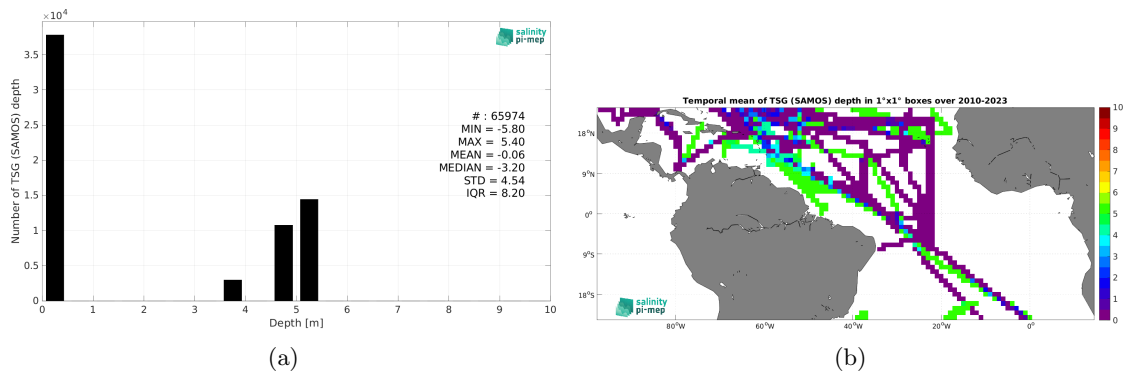 ×10⁴
3.5
3
2.5
2
1.5
1
0.5
0
Number of TSG (SAMOS) depth
salinity
pi-mep
# : 65974
MIN = -5.80
MAX = 5.40
MEAN = -0.06
MEDIAN = -3.20
STD = 4.54
IQR = 8.20
0 1 2 3 4 5 6 7 8 9 10
Depth [m]
(a)
Temporal mean of TSG (SAMOS) depth in 1°x1° boxes over 2010-2023
18°N
9°N
0°
9°S
18°S
80°W 60°W 40°W 20°W 0°
salinity
pi-mep
10
9
8
7
6
5
4
3
2
1
0
(b)